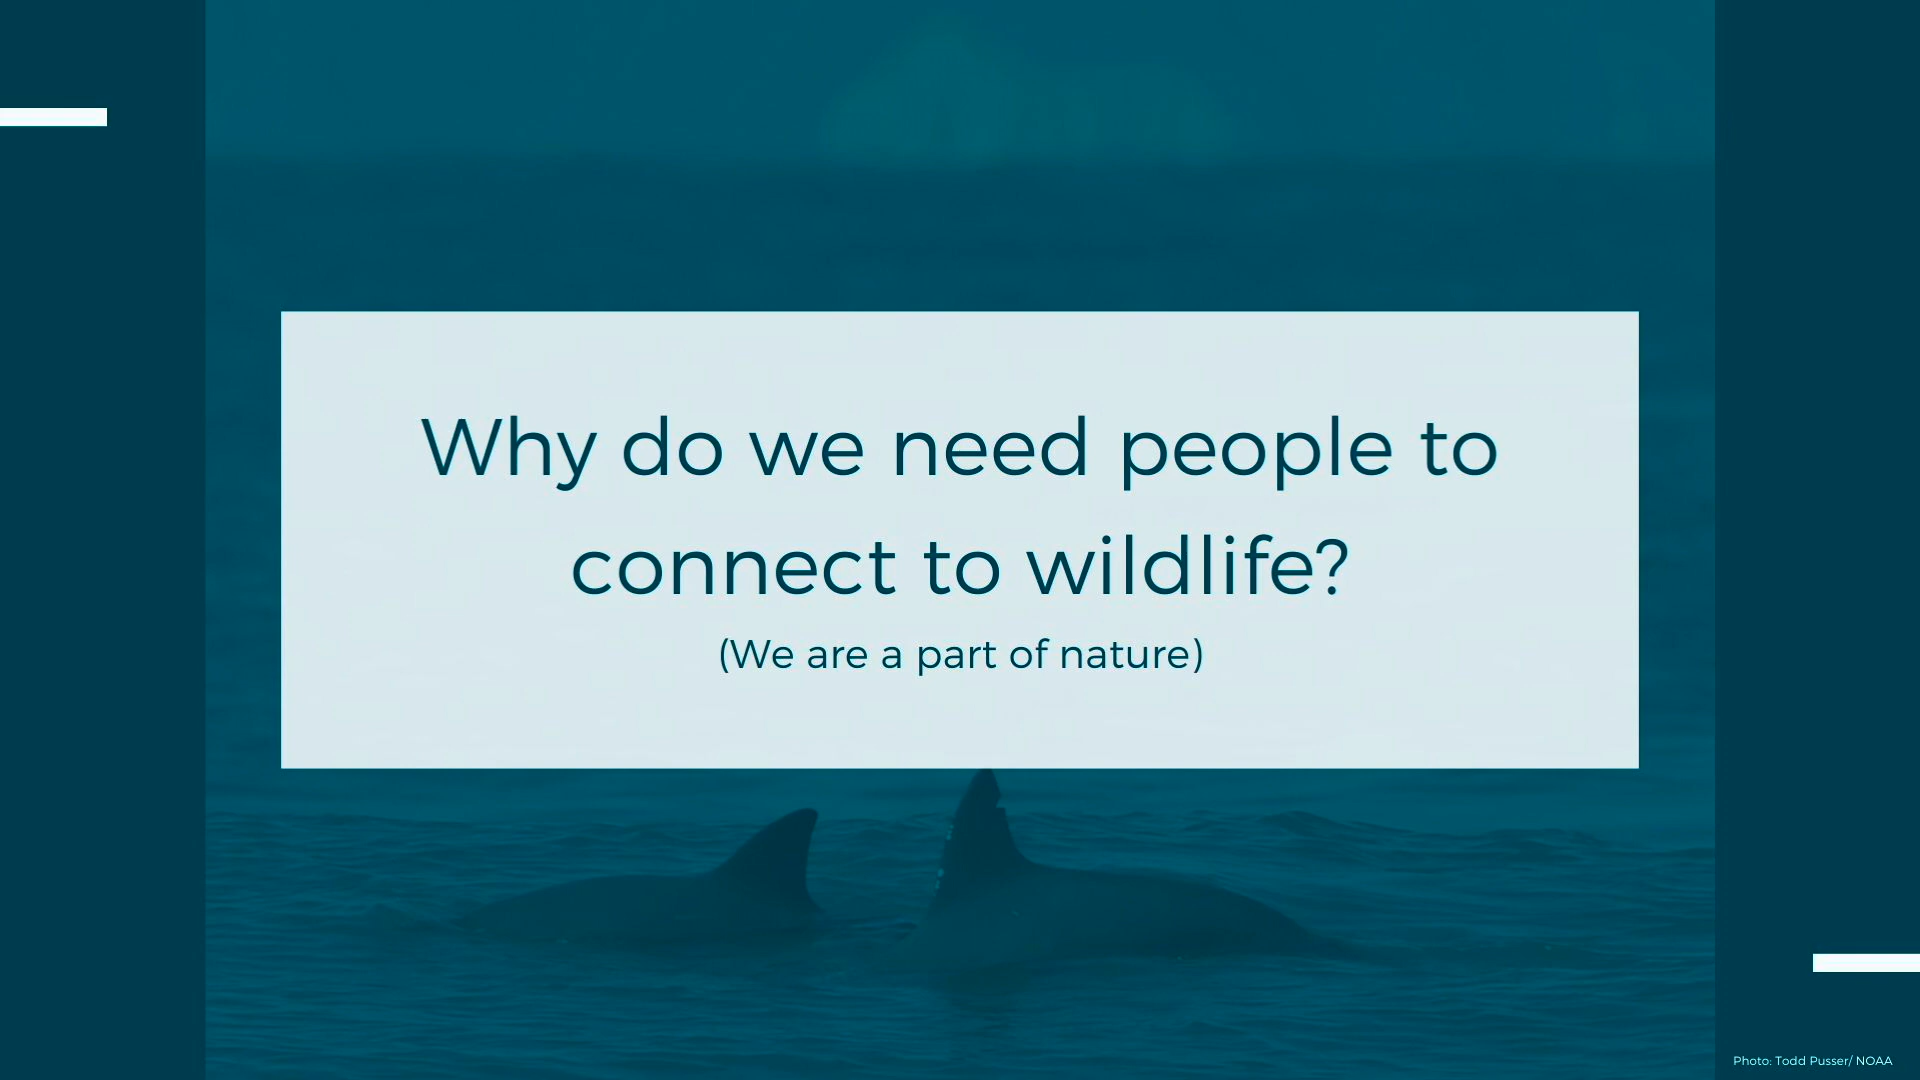 Why do we need people to
connect to wildlife?
(We are a part of nature)
Photo: Todd Pusser/ NOAA